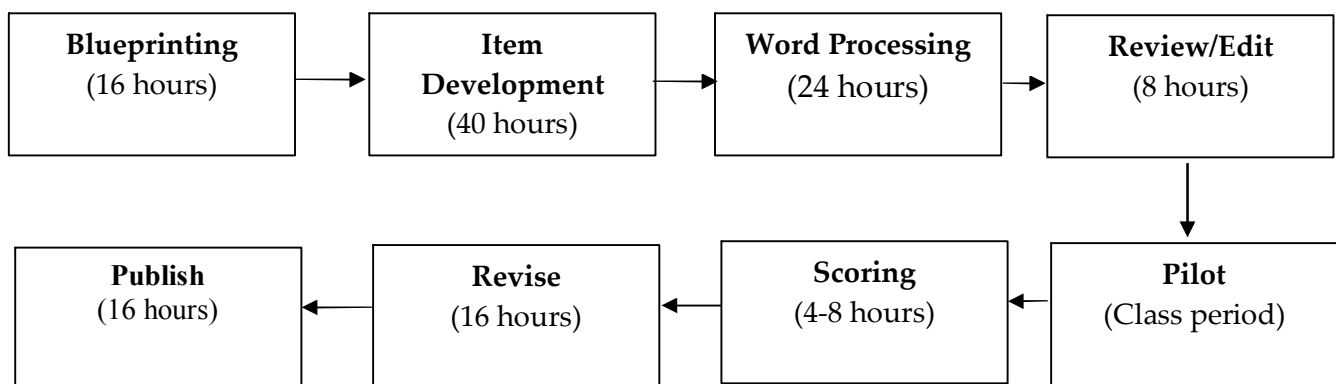 Blueprinting
(16 hours)
Item
Development
(40 hours)
Word Processing
(24 hours)
Review/Edit
(8 hours)
Pilot
(Class period)
Scoring
(4-8 hours)
Revise
(16 hours)
Publish
(16 hours)